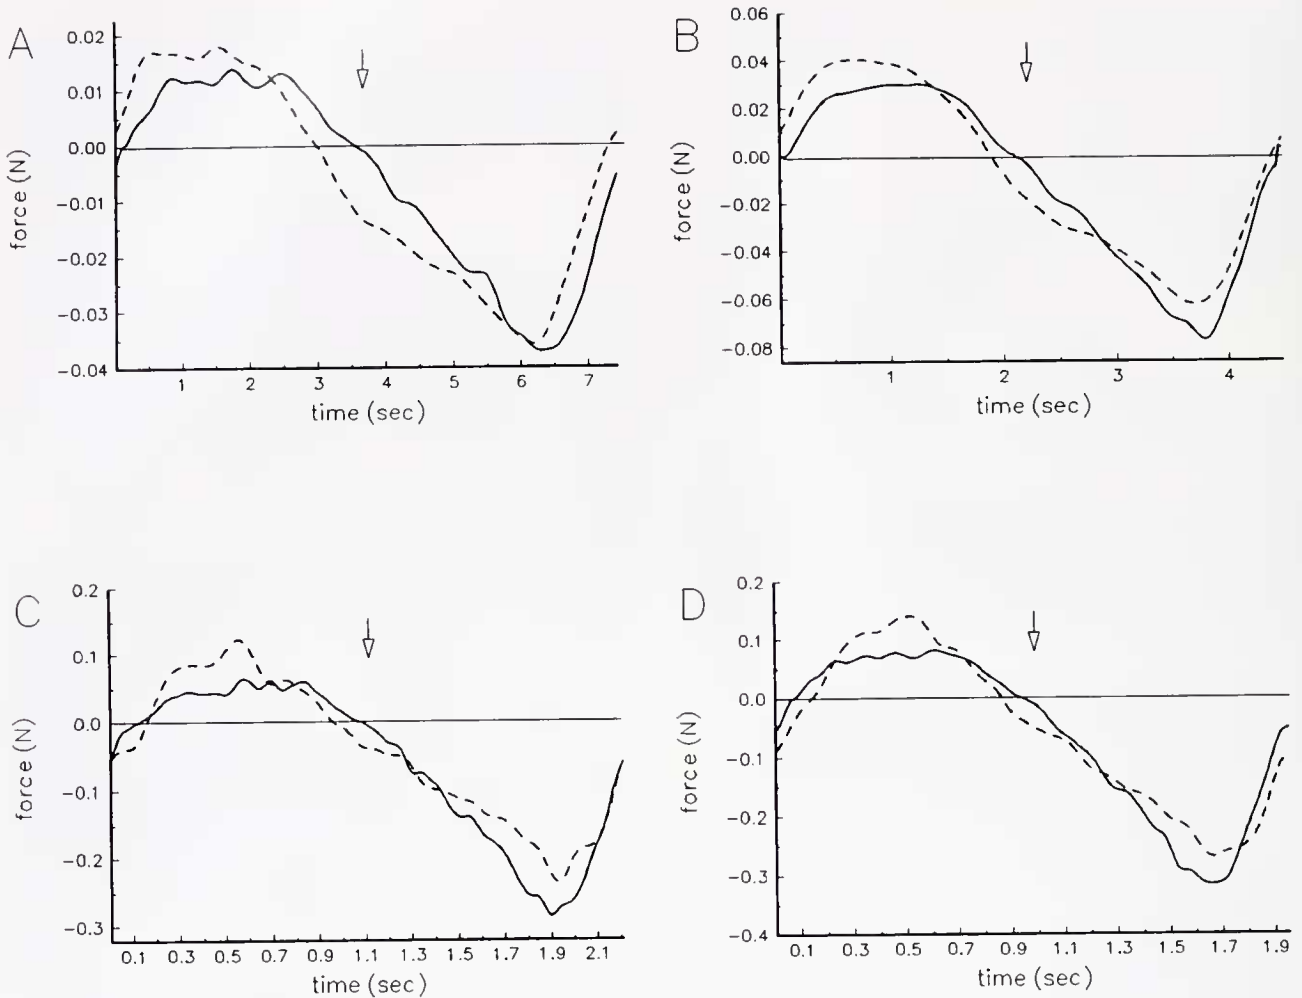 A
0.02
0.01
0.00
−0.01
−0.02
−0.03
−0.04
force (N)
1 2 3 4 5 6 7
time (sec)
B
0.06
0.04
0.02
0.00
−0.02
−0.04
−0.06
−0.08
force (N)
1 2 3 4
time (sec)
C
0.2
0.1
0.0
−0.1
−0.2
−0.3
force (N)
0.1 0.3 0.5 0.7 0.9 1.1 1.3 1.5 1.7 1.9 2.1
time (sec)
D
0.2
0.1
0.0
−0.1
−0.2
−0.3
−0.4
force (N)
0.1 0.3 0.5 0.7 0.9 1.1 1.3 1.5 1.7 1.9
time (sec)